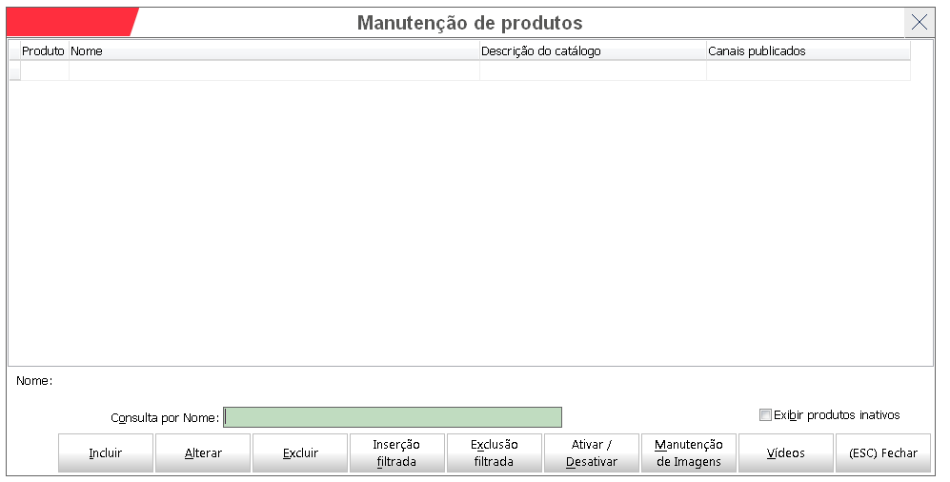 Manutenção de produtos
Produto Nome Descrição do catálogo Canais publicados
Nome:
Consulta por Nome: Exibir produtos inativos
Incluir Alterar Excluir Inserção filtrada Exclusão filtrada Ativar / Desativar Manutenção de Imagens Vídeos (ESC) Fechar